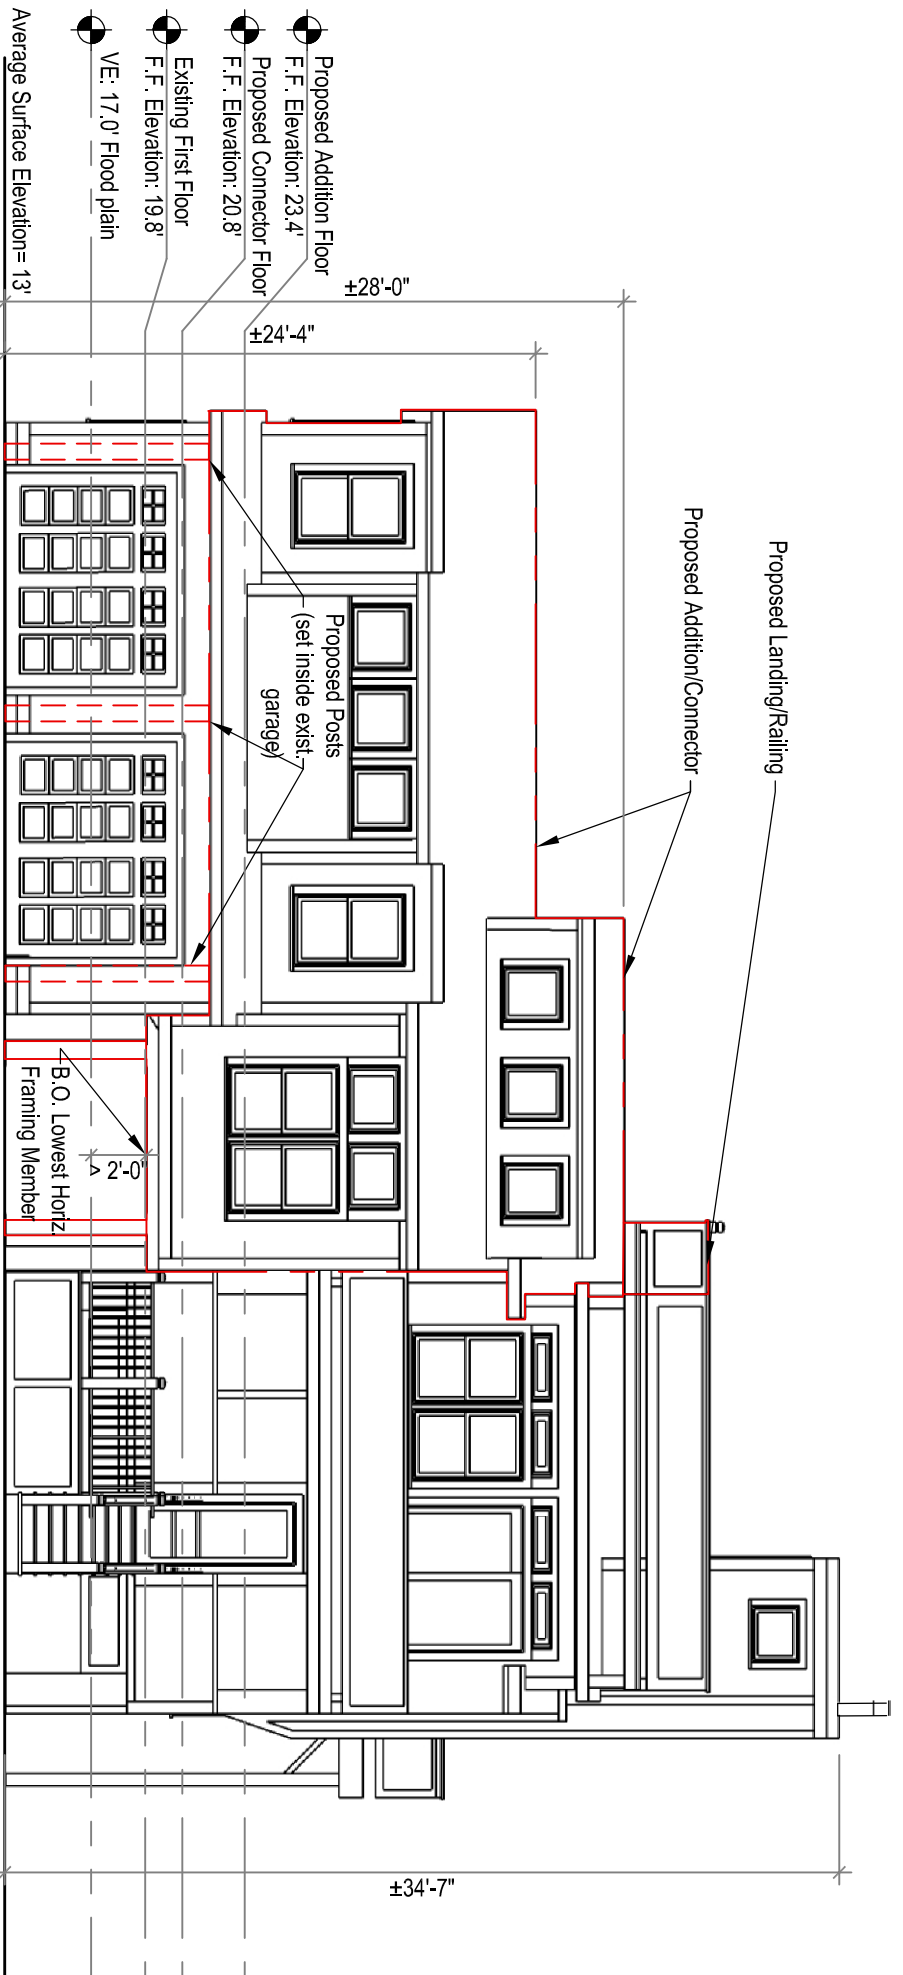 Proposed Landing/Railing
Proposed Addition/Connector
±28'-0"
±24'-4"
Proposed Addition Floor
F.F. Elevation: 23.4'
Proposed Connector Floor
F.F. Elevation: 20.8'
Existing First Floor
F.F. Elevation: 19.8'
VE: 17.0' Flood plain
Average Surface Elevation= 13'
Proposed Posts
(set inside exist.
garage)
B.O. Lowest Horiz.
Framing Member
> 2'-0"
±34'-7"